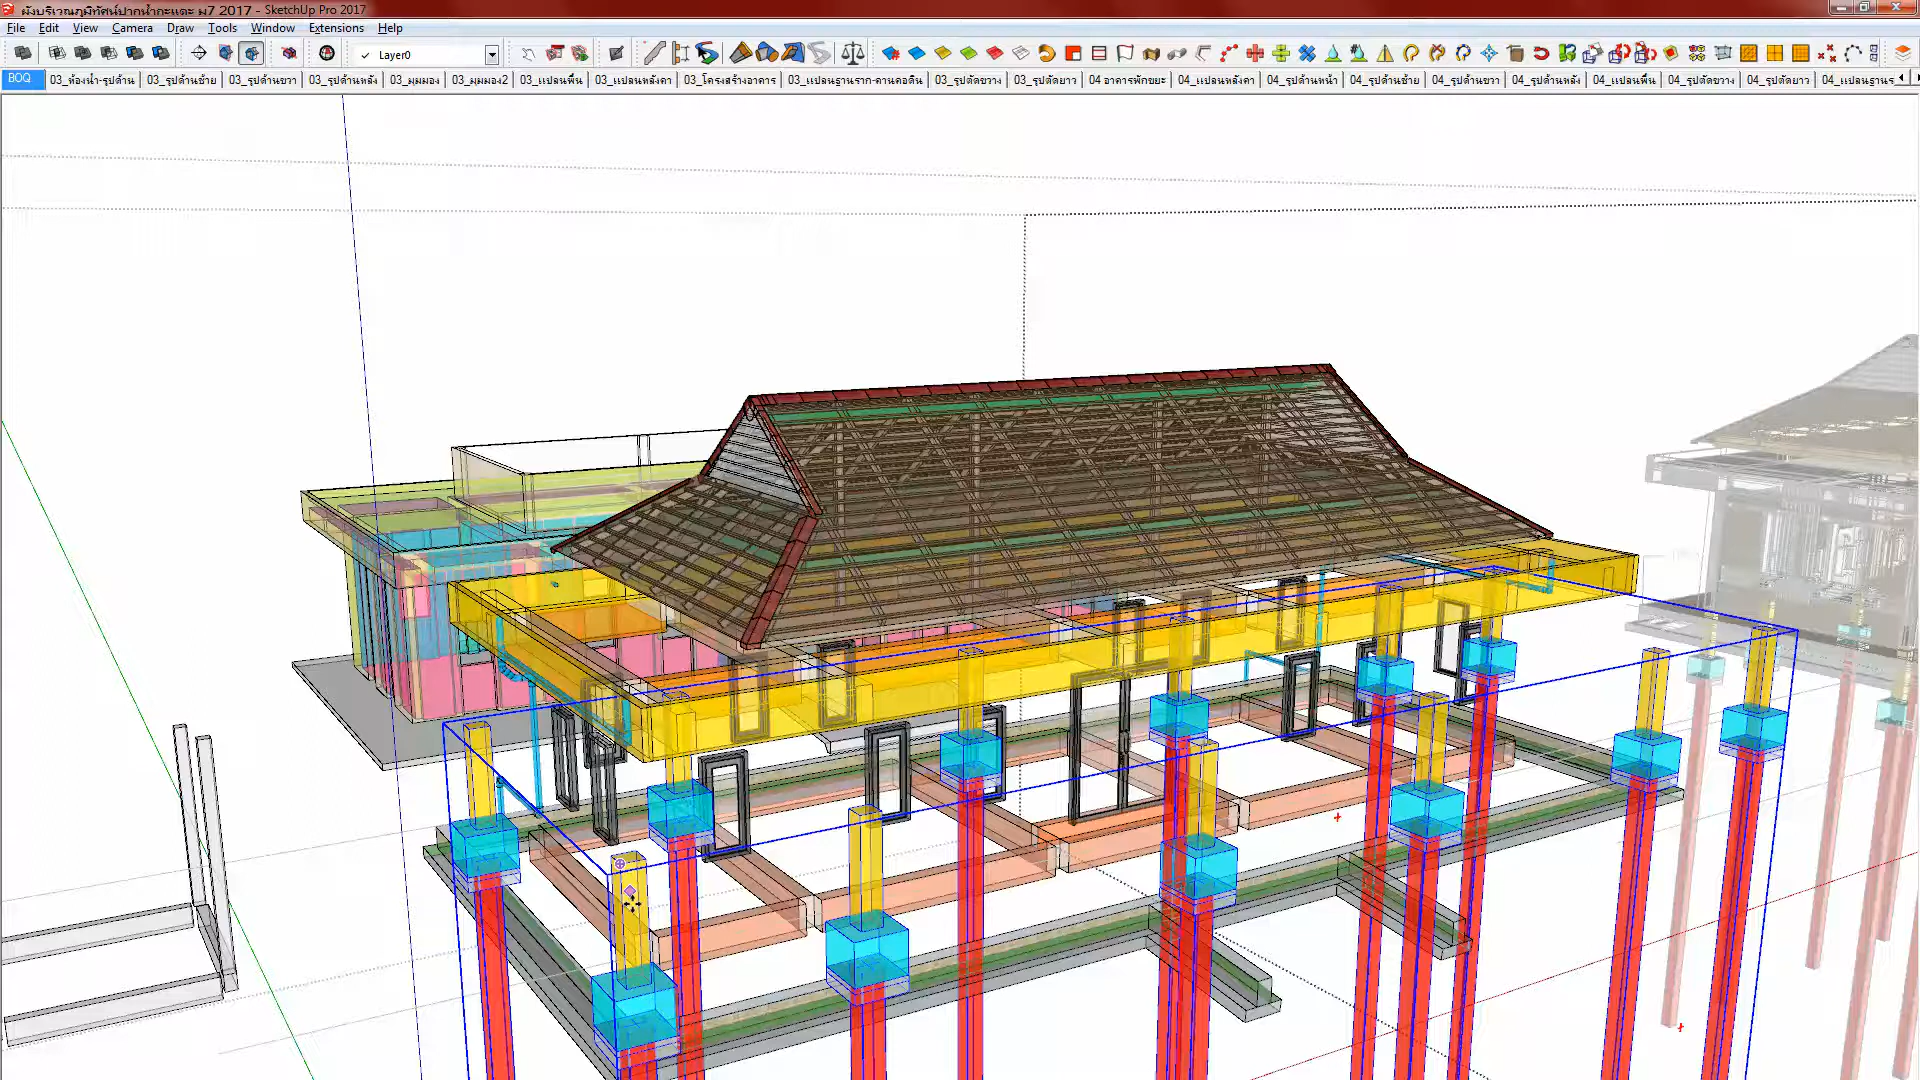 ผังบริเวณภูมิทัศน์ปากน้ำกะแดะ ม7 2017 - SketchUp Pro 2017
File Edit View Camera Draw Tools Window Extensions Help
Layer0
BOQ 03_ห้องน้ำ-รูปด้าน 03_รูปด้านซ้าย 03_รูปด้านขวา 03_รูปด้านหลัง 03_มุมมอง 03_มุมมอง2 03_แปลนพื้น 03_แปลนหลังคา 03_โครงสร้างอาคาร 03_แปลนฐานราก-คานคอดิน 03_รูปตัดขวาง 03_รูปตัดยาว 04 อาคารพักขยะ 04_แปลนหลังคา 04_รูปด้านหน้า 04_รูปด้านซ้าย 04_รูปด้านขวา 04_รูปด้านหลัง 04_แปลนพื้น 04_รูปตัดขวาง 04_รูปตัดยาว 04_แปลนฐานร